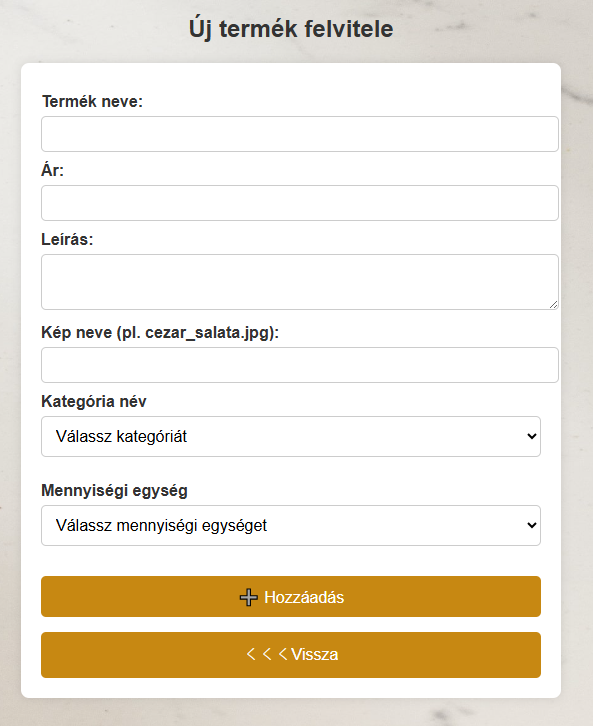 Új termék felvitele
Termék neve:
Ár:
Leírás:
Kép neve (pl. cezar_salata.jpg):
Kategória név
Válassz kategóriát
Mennyiségi egység
Válassz mennyiségi egységet
➕ Hozzáadás
<<<Vissza